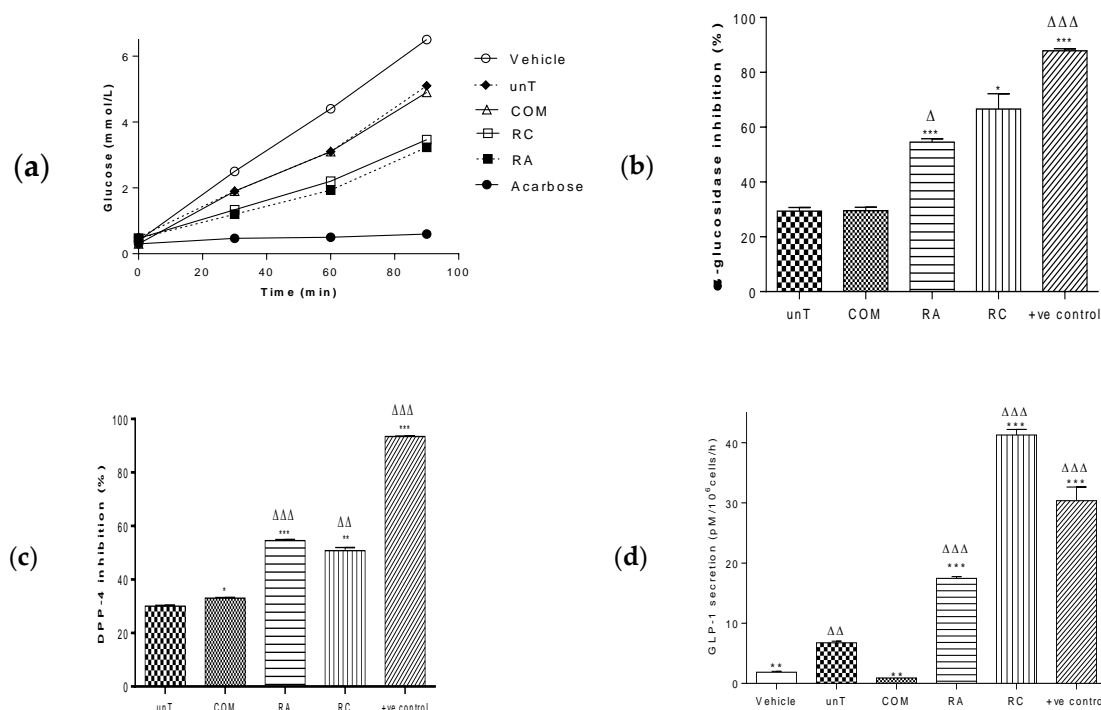 (a)
Glucose (mmol/L)
6
4
2
0
0 20 40 60 80 100
Time (min)
Vehicle
unT
COM
RC
RA
Acarbose
(b)
-glucosidase inhibition (%)
100
80
60
40
20
0
Δ
***
*
ΔΔΔ
***
unT COM RA RC +ve control
(c)
DPP-4 inhibition (%)
100
80
60
40
20
0
*
ΔΔΔ
***
ΔΔ
**
ΔΔΔ
***
unT COM RA RC +ve control
(d)
GLP-1 secretion (pM/10⁶cells/h)
40
30
20
10
0
**
ΔΔ
**
ΔΔΔ
***
ΔΔΔ
***
ΔΔΔ
***
Vehicle unT COM RA RC +ve control